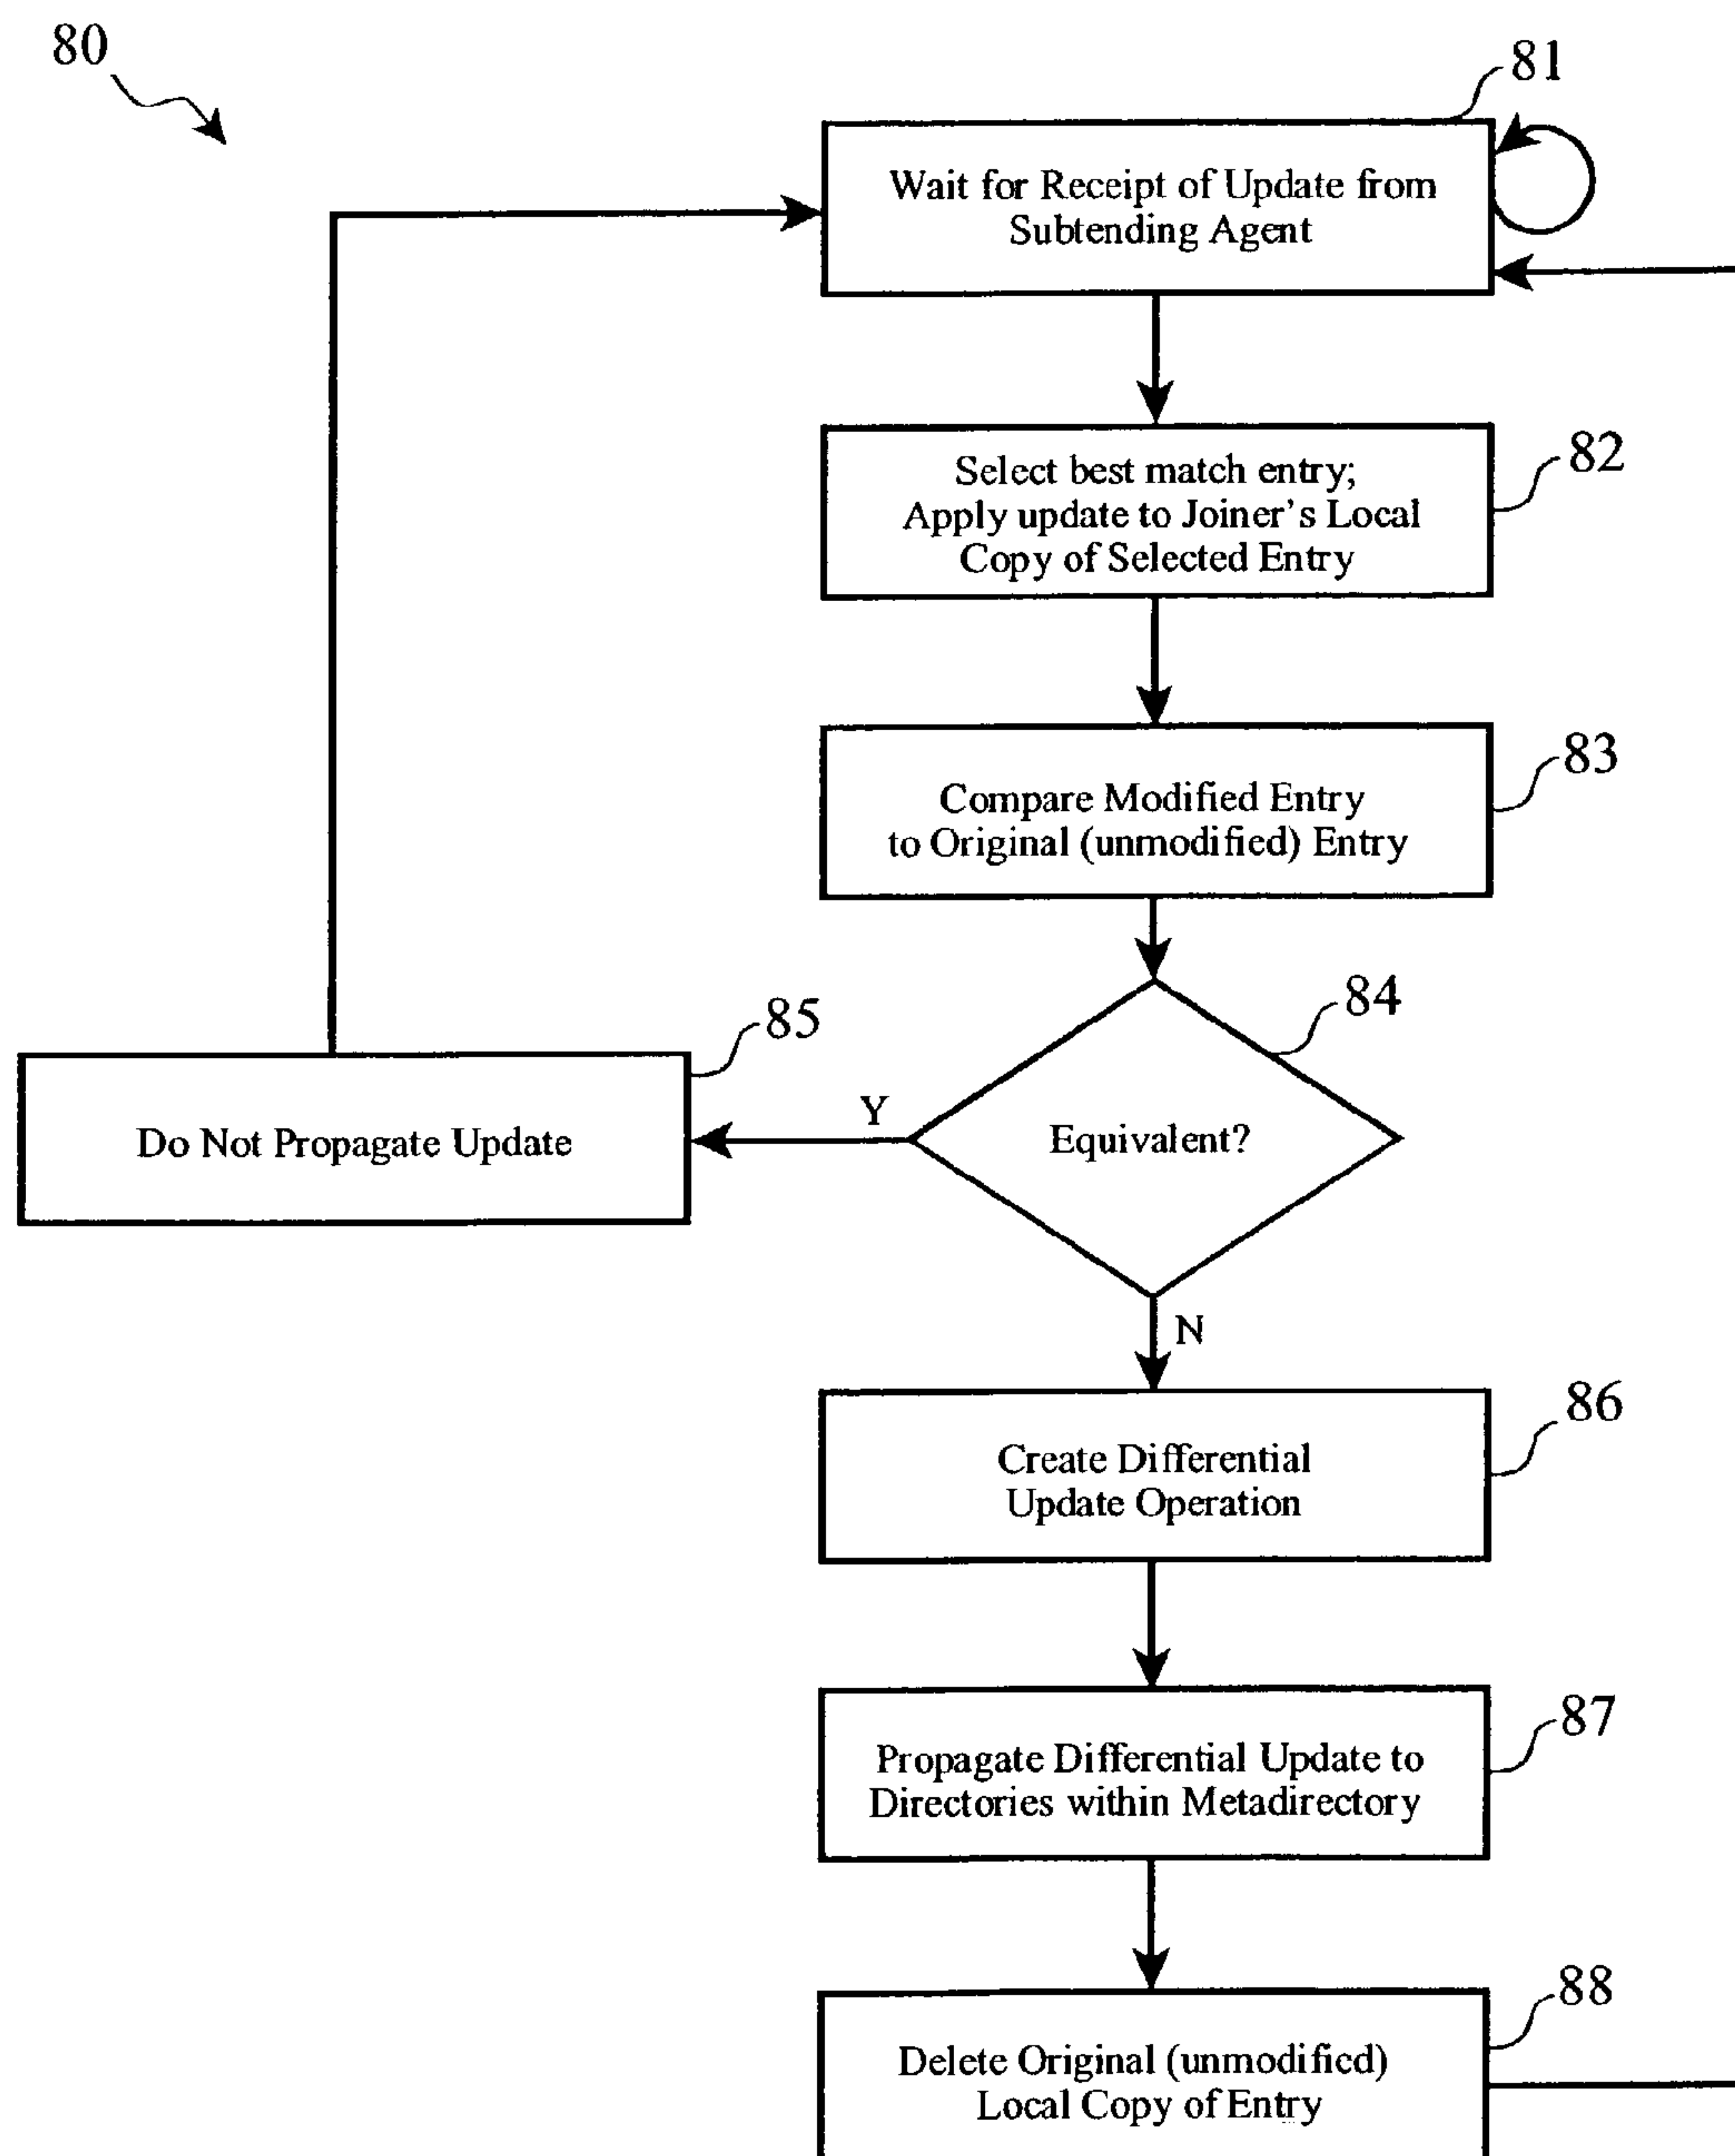 80
81
Wait for Receipt of Update from
Subtending Agent
82
Select best match entry;
Apply update to Joiner's Local
Copy of Selected Entry
83
Compare Modified Entry
to Original (unmodified) Entry
84
85
Y
Equivalent?
Do Not Propagate Update
N
86
Create Differential
Update Operation
87
Propagate Differential Update to
Directories within Metadirectory
88
Delete Original (unmodified)
Local Copy of Entry